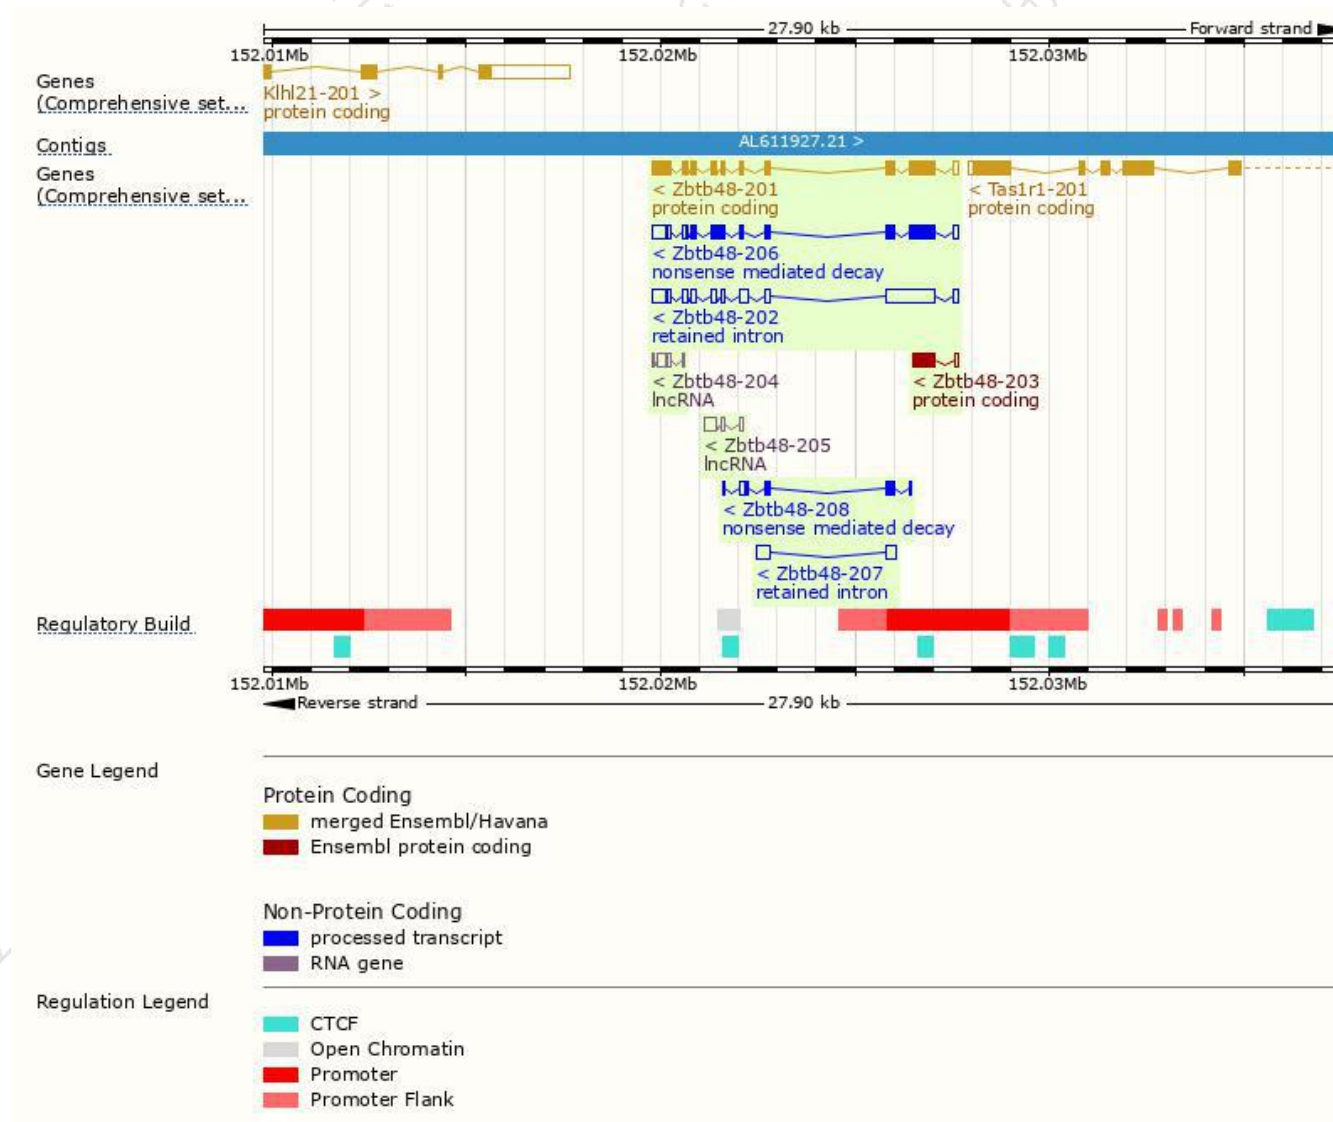 27.90 kb Forward strand
152.01Mb 152.02Mb 152.03Mb
Genes
(Comprehensive set...
Klhl21-201 >
protein coding
Contigs
AL611927.21 >
Genes
(Comprehensive set...
< Zbtb48-201 < Tas1r1-201
protein coding protein coding
< Zbtb48-206
nonsense mediated decay
< Zbtb48-202
retained intron
< Zbtb48-204 < Zbtb48-203
lncRNA protein coding
< Zbtb48-205
lncRNA
< Zbtb48-208
nonsense mediated decay
< Zbtb48-207
retained intron
Regulatory Build
152.01Mb 152.02Mb 152.03Mb
Reverse strand 27.90 kb
Gene Legend
Protein Coding
merged Ensembl/Havana
Ensembl protein coding
Non-Protein Coding
processed transcript
RNA gene
Regulation Legend
CTCF
Open Chromatin
Promoter
Promoter Flank